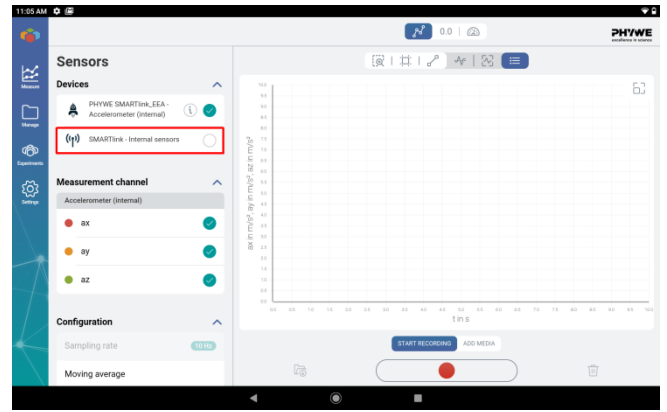 11:05 AM
0.0
PHYWE
excellence in science
Sensors
Devices
PHYWE SMARTlink_EEA -
Accelerometer (internal)
SMARTlink - Internal sensors
Measurement channel
Accelerometer (internal)
ax
ay
az
Configuration
Sampling rate
10 Hz
Moving average
Measure
Manage
Experiments
Settings
ax in m/s², ay in m/s², az in m/s²
t in s
START RECORDING
ADD MEDIA